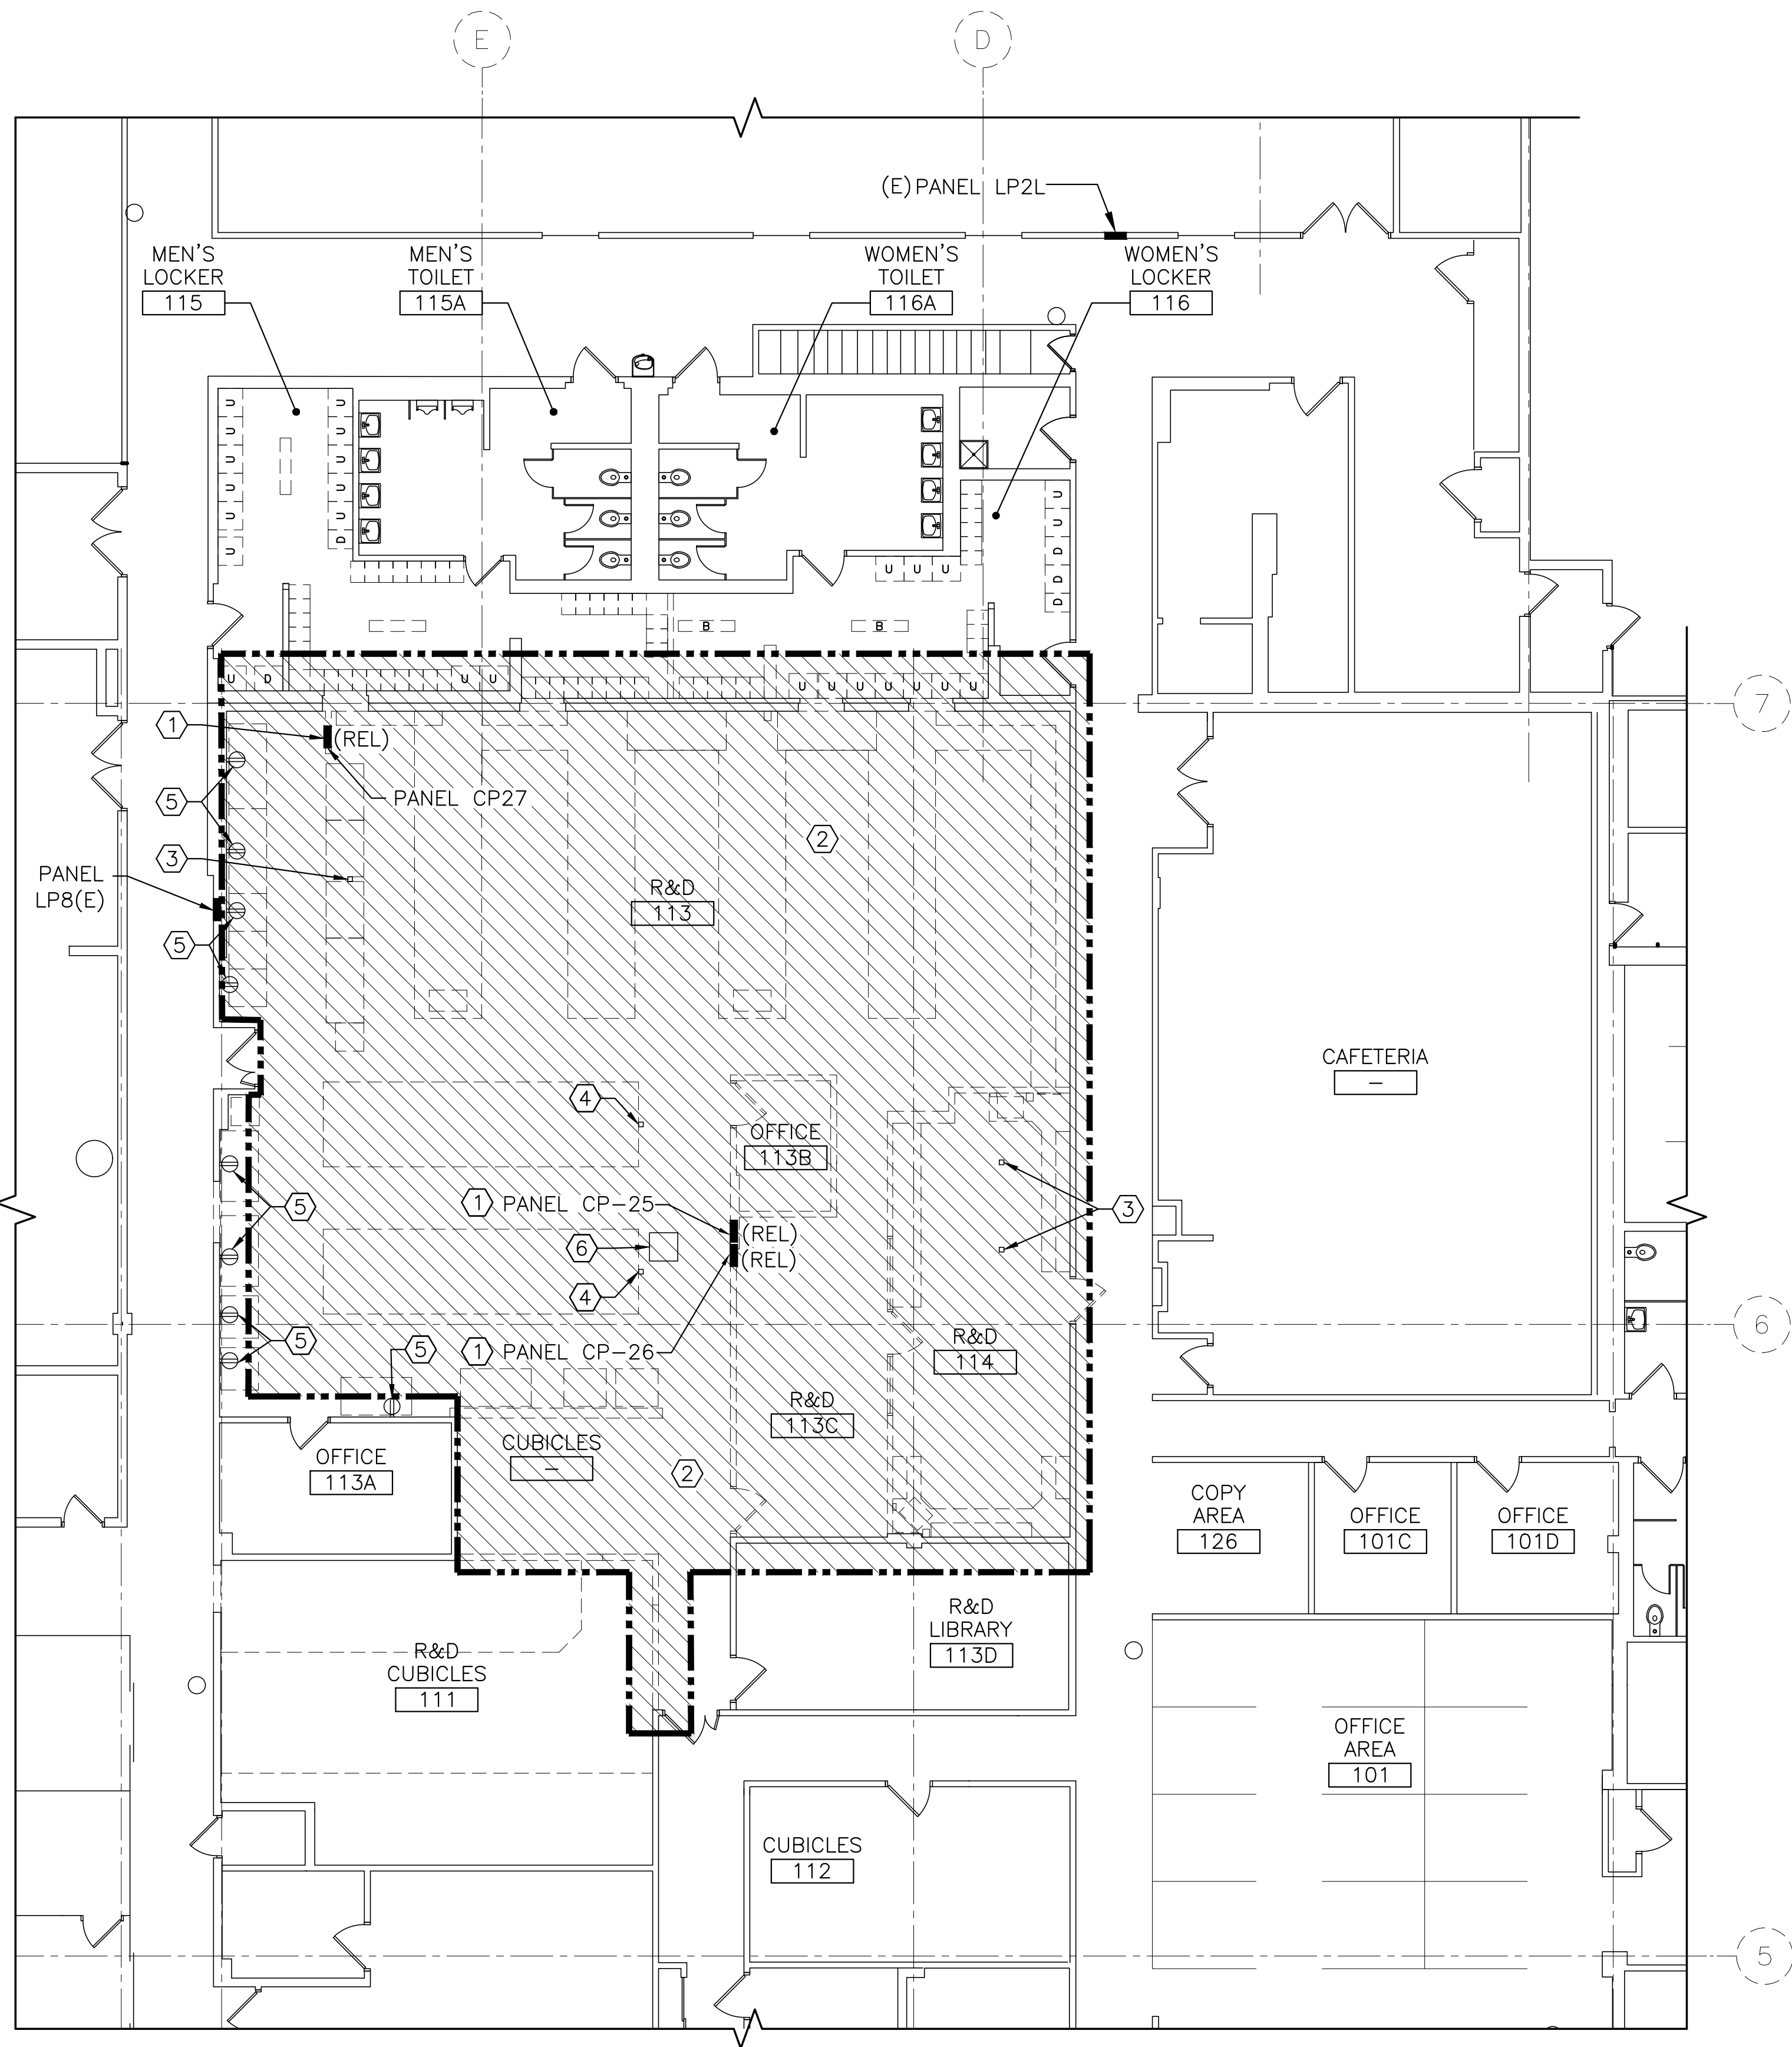 E
D
(E) PANEL LP2L
MEN'S
LOCKER
115
MEN'S
TOILET
115A
WOMEN'S
TOILET
116A
WOMEN'S
LOCKER
116
U
U
U
U
U
U
U
U
U
U
D
U
U
D
D
D
U
U
U
B
B
U
D
U
U
U
U
U
U
U
U
U
7
1
(REL)
PANEL CP27
5
3
2
PANEL
LP8(E)
R&D
113
5
CAFETERIA
–
4
OFFICE
113B
1 PANEL CP-25
(REL)
3
5
6
(REL)
4
6
5
1 PANEL CP-26
5
R&D
114
R&D
113C
CUBICLES
–
2
OFFICE
113A
COPY
AREA
126
OFFICE
101C
OFFICE
101D
R&D
LIBRARY
113D
R&D
CUBICLES
111
OFFICE
AREA
101
CUBICLES
112
5